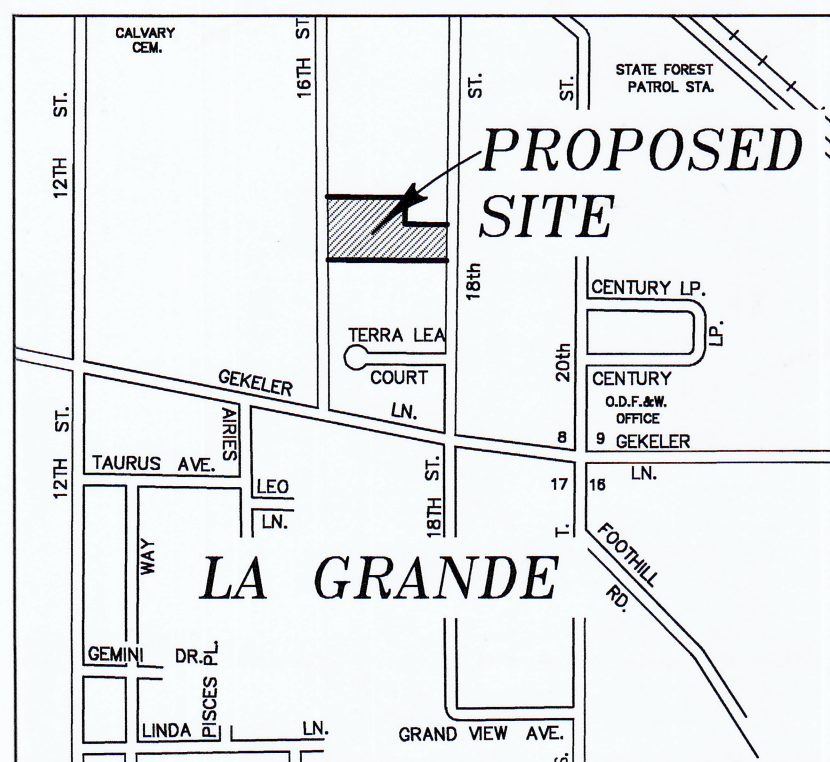 CALVARY
CEM.
16TH ST
ST.
ST.
STATE FOREST
PATROL STA.
12TH ST.
PROPOSED
SITE
18th
CENTURY LP.
LP.
TERRA LEA
COURT
20th
CENTURY
O.D.F.&W.
OFFICE
GEKELER
LN.
AIRIES
12TH ST.
8
9
GEKELER
LN.
17
16
TAURUS AVE.
LEO
LN.
18TH ST.
T.
WAY
FOOTHILL
RD.
LA GRANDE
GEMINI DR.
PISCES PL.
LINDA LN.
GRAND VIEW AVE.
S.